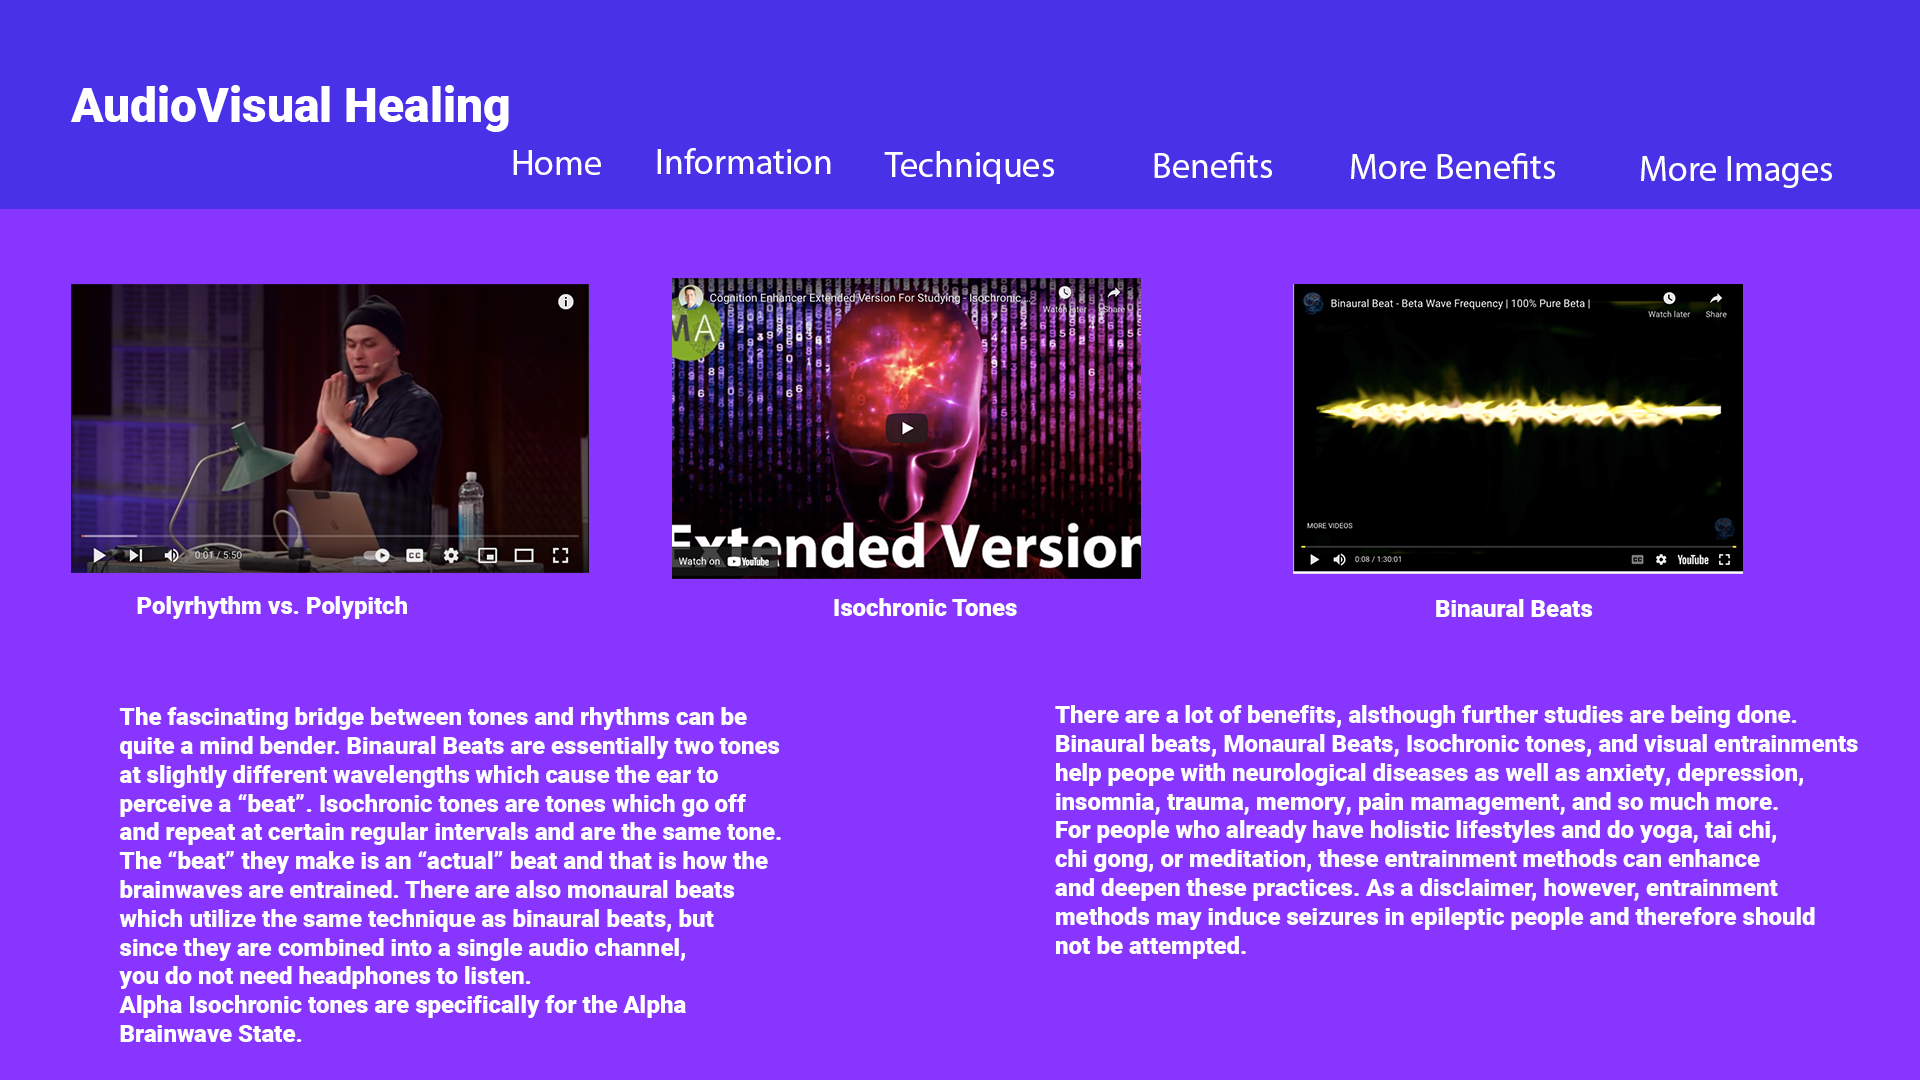 AudioVisual Healing
Home Information Techniques Benefits More Benefits More Images
0:01 / 5:50
CC
MA
Cognition Enhancer Extended Version For Studying - Isochronic ...
Watch later Share
Extended Version
Watch on YouTube
Binaural Beat - Beta Wave Frequency | 100% Pure Beta |
Watch later Share
MORE VIDEOS
0:08 / 1:30:01
CC YouTube
Polyrhythm vs. Polypitch
Isochronic Tones
Binaural Beats
The fascinating bridge between tones and rhythms can be
quite a mind bender. Binaural Beats are essentially two tones
at slightly different wavelengths which cause the ear to
perceive a “beat”. Isochronic tones are tones which go off
and repeat at certain regular intervals and are the same tone.
The “beat” they make is an “actual” beat and that is how the
brainwaves are entrained. There are also monaural beats
which utilize the same technique as binaural beats, but
since they are combined into a single audio channel,
you do not need headphones to listen.
Alpha Isochronic tones are specifically for the Alpha
Brainwave State.
There are a lot of benefits, alsthough further studies are being done.
Binaural beats, Monaural Beats, Isochronic tones, and visual entrainments
help peope with neurological diseases as well as anxiety, depression,
insomnia, trauma, memory, pain mamagement, and so much more.
For people who already have holistic lifestyles and do yoga, tai chi,
chi gong, or meditation, these entrainment methods can enhance
and deepen these practices. As a disclaimer, however, entrainment
methods may induce seizures in epileptic people and therefore should
not be attempted.